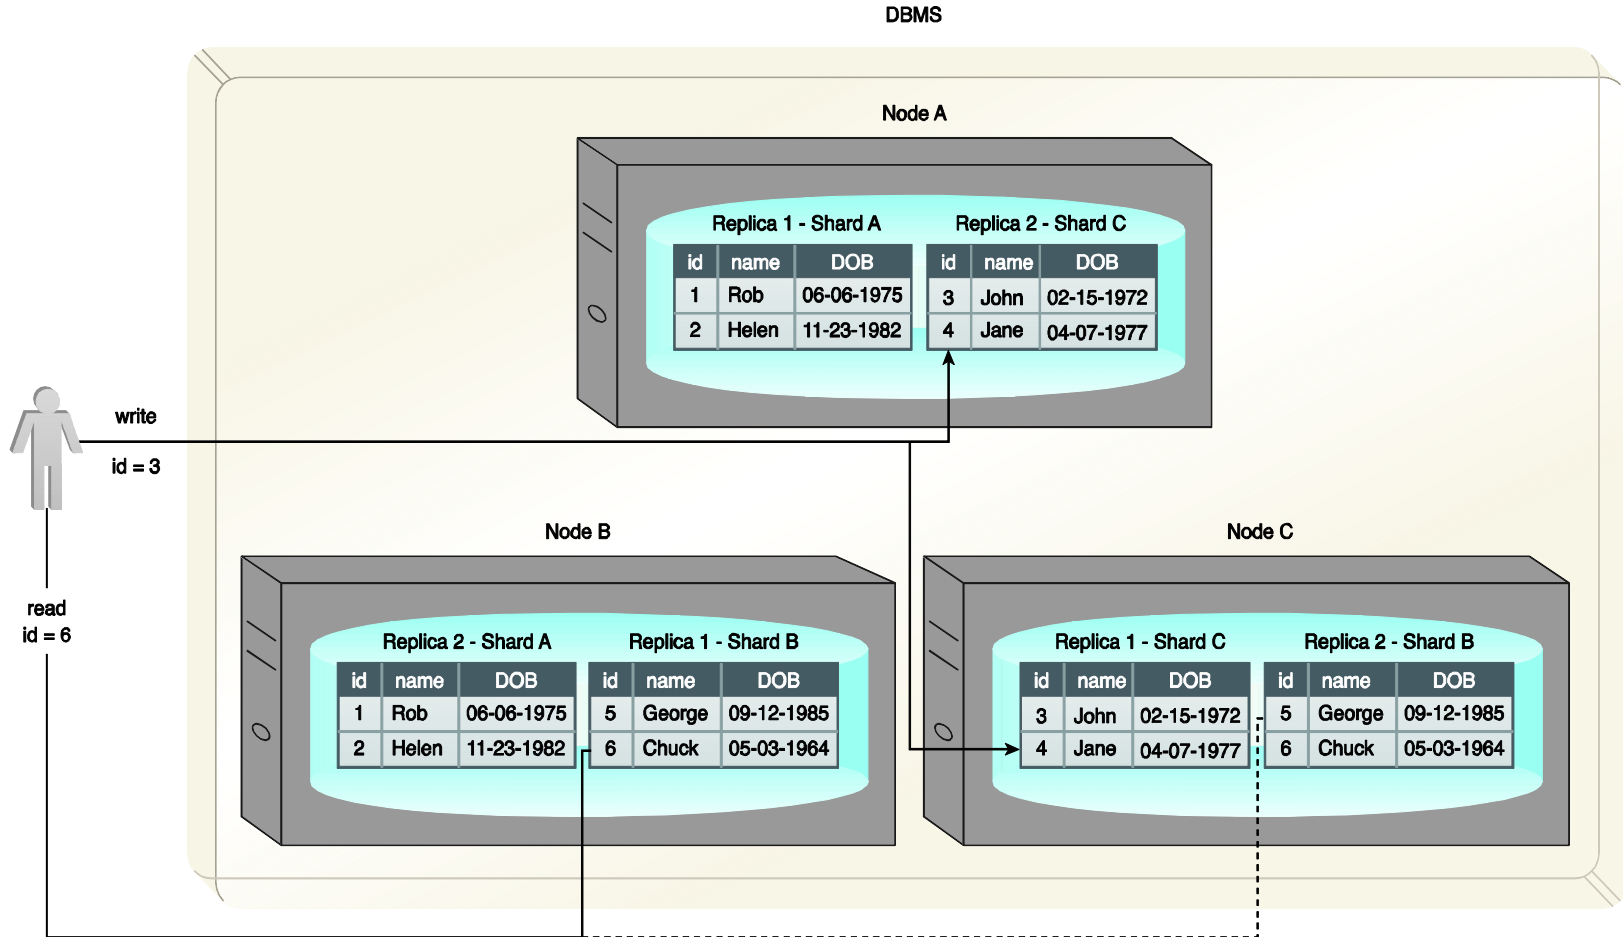 DBMS
Node A
Replica 1 - Shard A
id name DOB
1 Rob 06-06-1975
2 Helen 11-23-1982
Replica 2 - Shard C
id name DOB
3 John 02-15-1972
4 Jane 04-07-1977
write
id = 3
read
id = 6
Node B
Replica 2 - Shard A
id name DOB
1 Rob 06-06-1975
2 Helen 11-23-1982
Replica 1 - Shard B
id name DOB
5 George 09-12-1985
6 Chuck 05-03-1964
Node C
Replica 1 - Shard C
id name DOB
3 John 02-15-1972
4 Jane 04-07-1977
Replica 2 - Shard B
id name DOB
5 George 09-12-1985
6 Chuck 05-03-1964